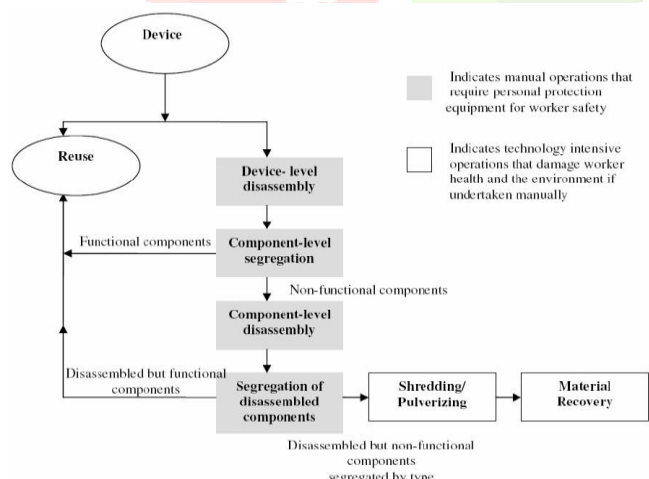 Device
Indicates manual operations that
require personal protection
equipment for worker safety
Reuse
Indicates technology intensive
operations that damage worker
health and the environment if
undertaken manually
Device- level
disassembly
Functional components
Component-level
segregation
Non-functional components
Component-level
disassembly
Disassembled but functional
components
Segregation of
disassembled
components
Shredding/
Pulverizing
Material
Recovery
Disassembled but non-functional
components
segregated by type